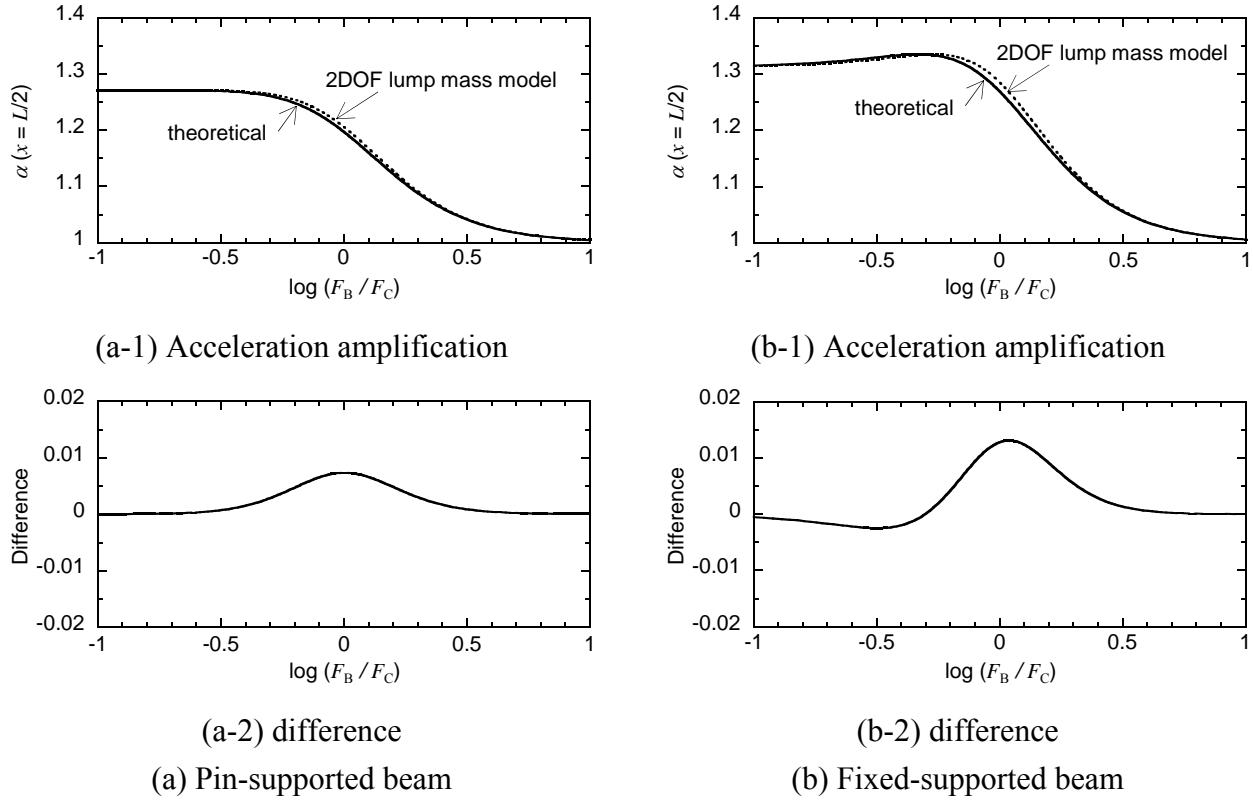 1.4
1.3
1.2
1.1
1
α (x = L/2)
2DOF lump mass model
theoretical
-1 -0.5 0 0.5 1
log (F_B / F_C)
(a-1) Acceleration amplification
1.4
1.3
1.2
1.1
1
α (x = L/2)
2DOF lump mass model
theoretical
-1 -0.5 0 0.5 1
log (F_B / F_C)
(b-1) Acceleration amplification
0.02
0.01
0
-0.01
-0.02
Difference
-1 -0.5 0 0.5 1
log (F_B / F_C)
(a-2) difference
(a) Pin-supported beam
0.02
0.01
0
-0.01
-0.02
Difference
-1 -0.5 0 0.5 1
log (F_B / F_C)
(b-2) difference
(b) Fixed-supported beam